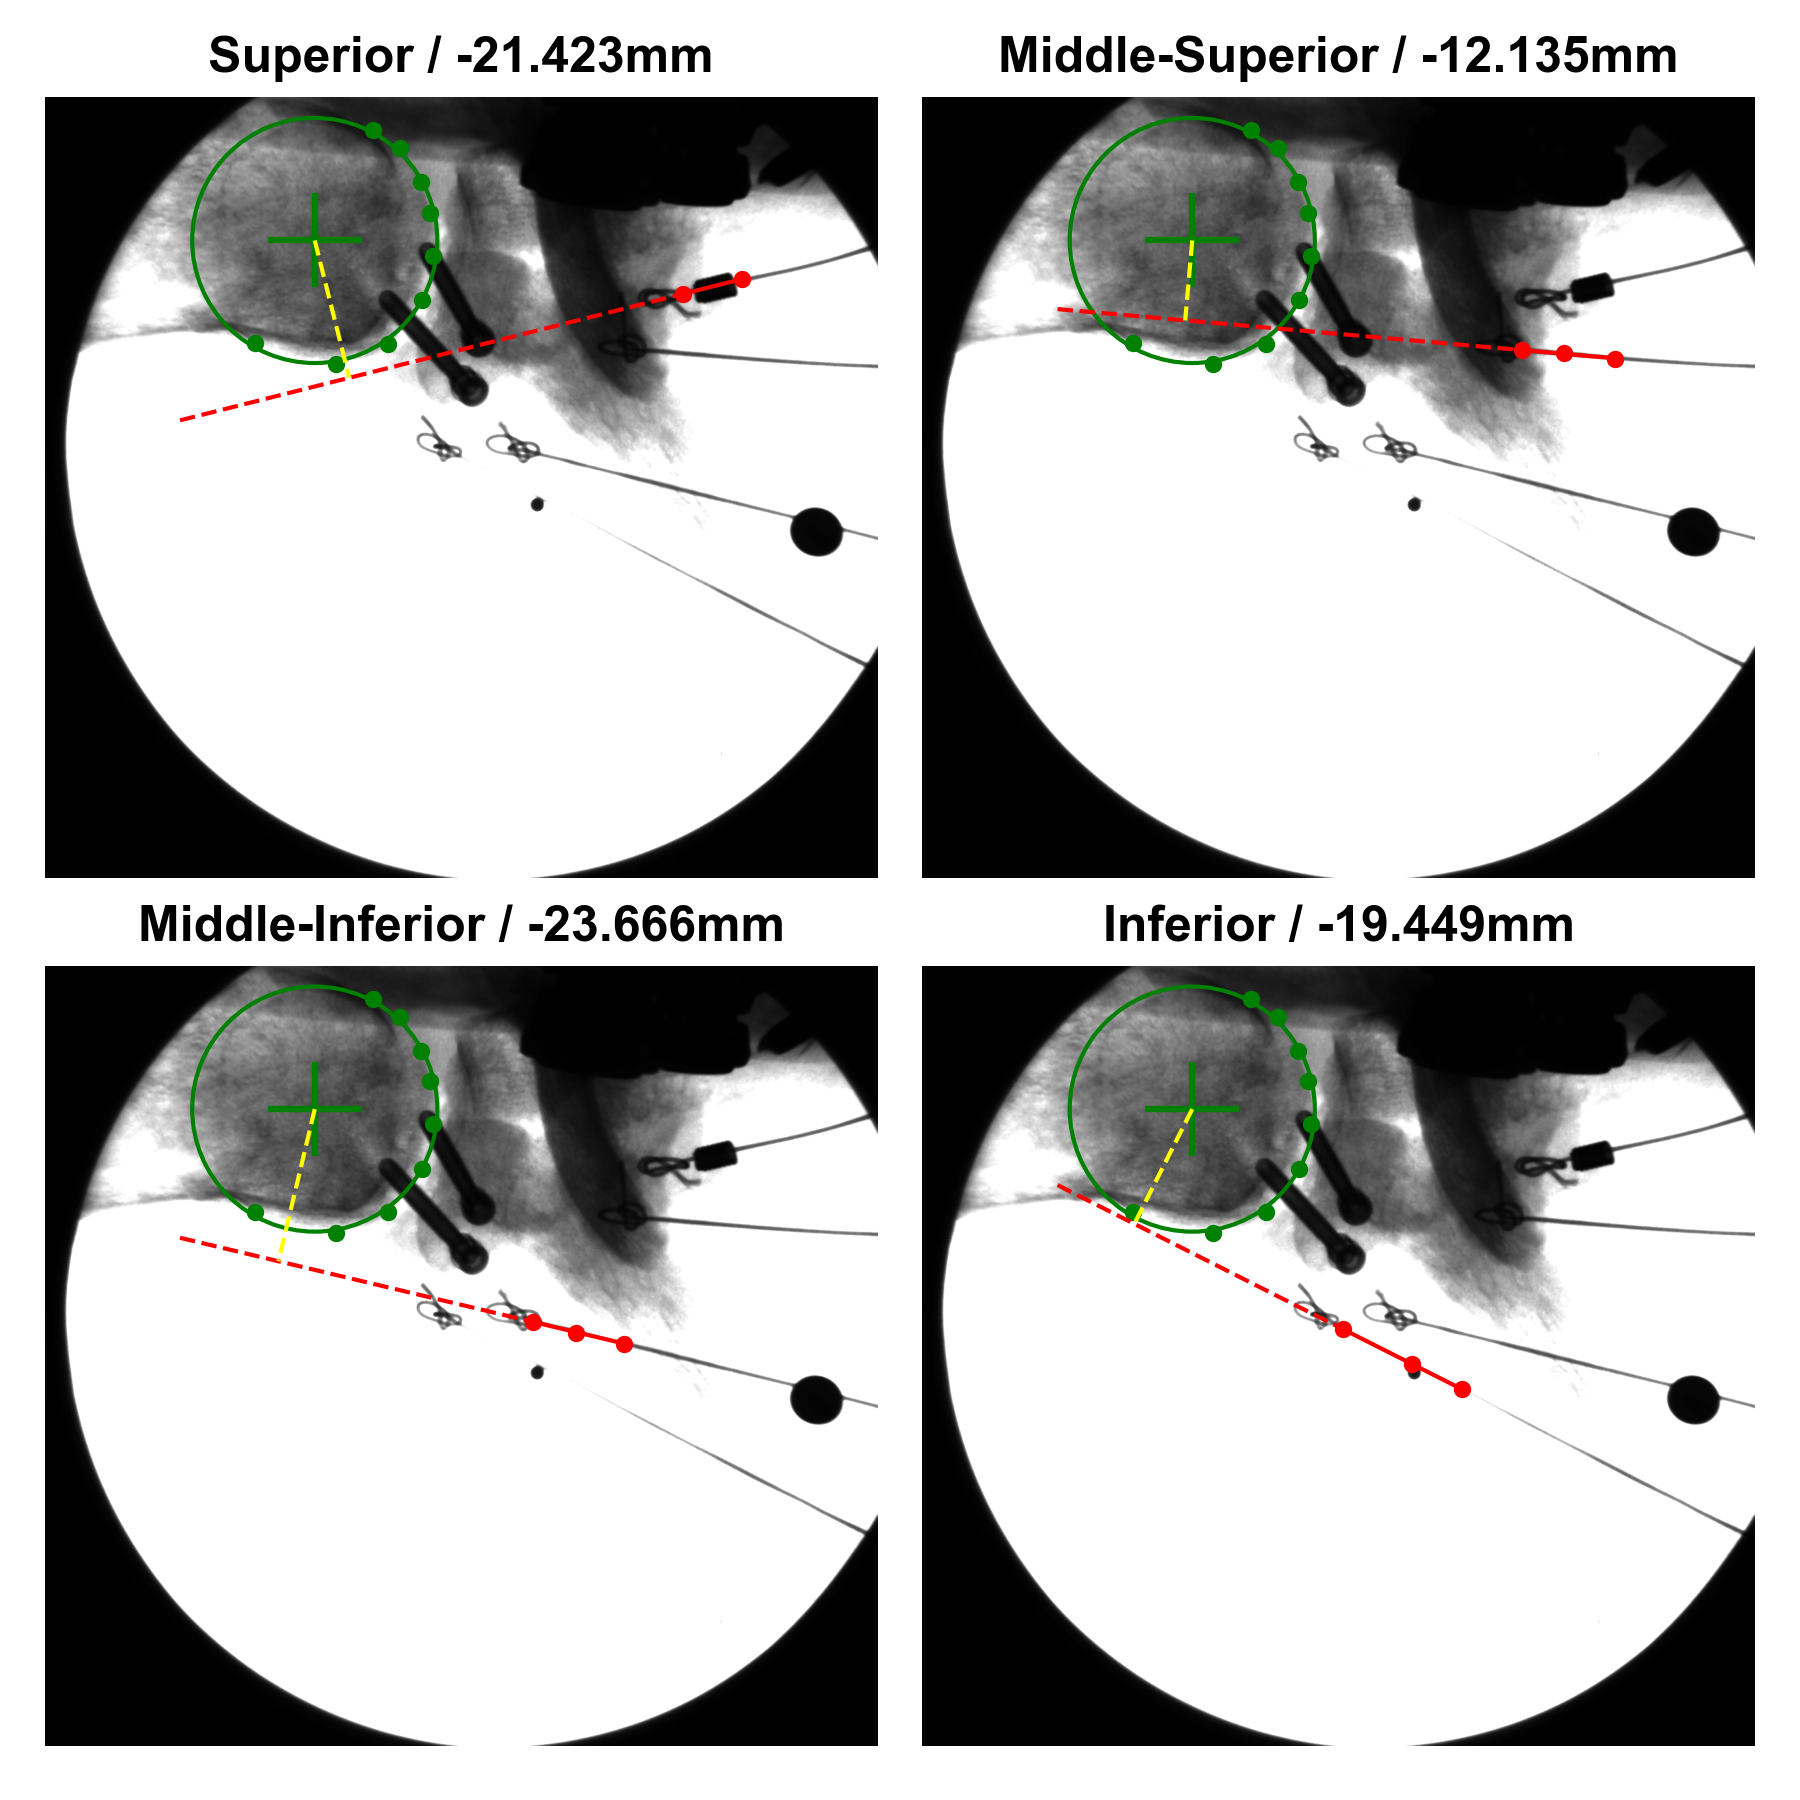 Superior / -21.423mm
Middle-Superior / -12.135mm
Middle-Inferior / -23.666mm
Inferior / -19.449mm